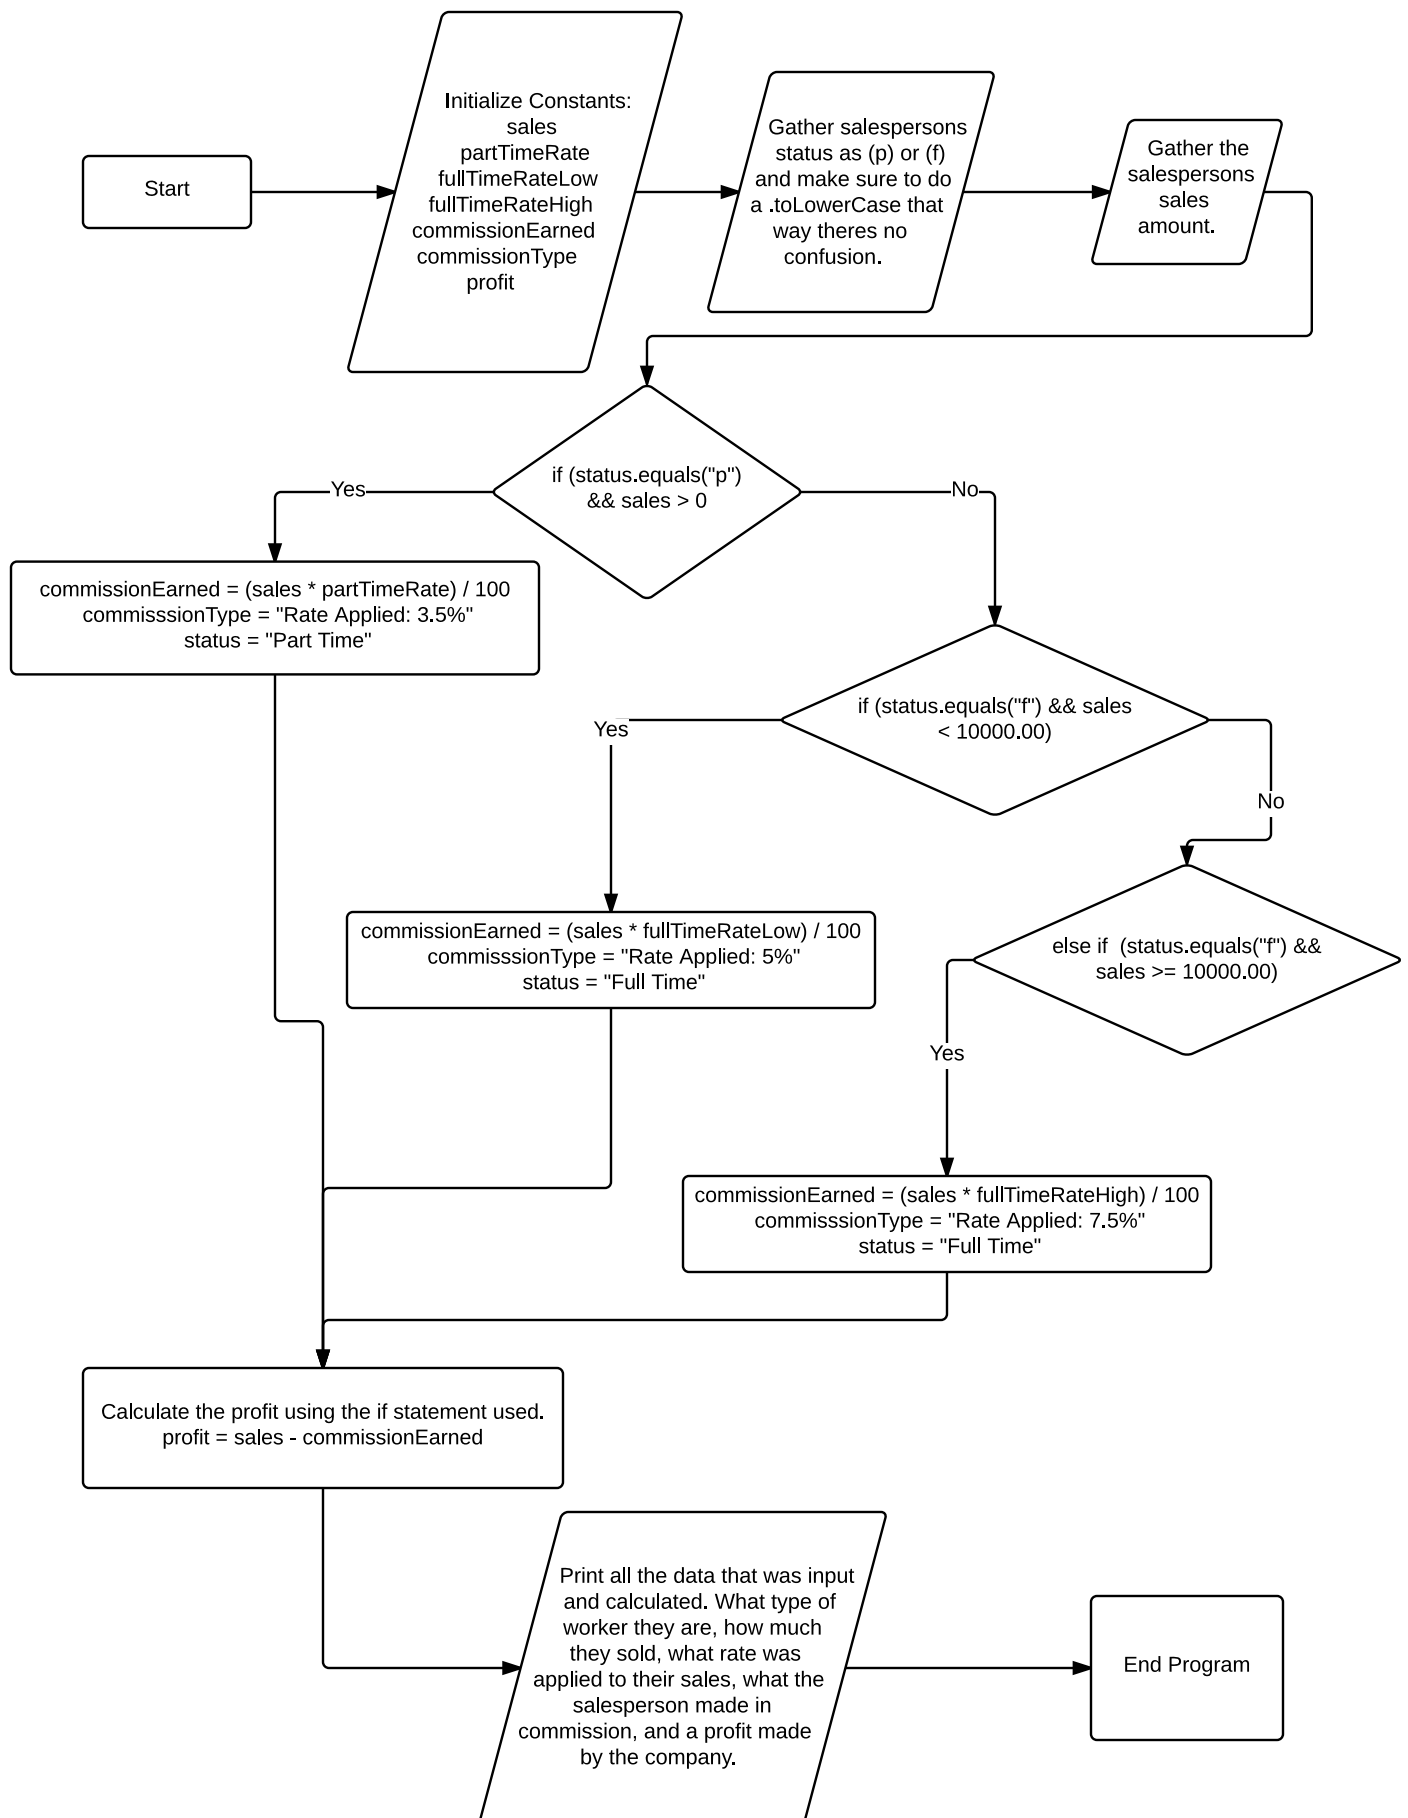 Start
Initialize Constants:
sales
partTimeRate
fullTimeRateLow
fullTimeRateHigh
commissionEarned
commissionType
profit
Gather salespersons
status as (p) or (f)
and make sure to do
a .toLowerCase that
way theres no
confusion.
Gather the
salespersons
sales
amount.
if (status.equals("p")
&& sales > 0
Yes
No
commissionEarned = (sales * partTimeRate) / 100
commisssionType = "Rate Applied: 3.5%"
status = "Part Time"
if (status.equals("f") && sales
< 10000.00)
Yes
No
commissionEarned = (sales * fullTimeRateLow) / 100
commisssionType = "Rate Applied: 5%"
status = "Full Time"
else if  (status.equals("f") &&
sales >= 10000.00)
Yes
commissionEarned = (sales * fullTimeRateHigh) / 100
commisssionType = "Rate Applied: 7.5%"
status = "Full Time"
Calculate the profit using the if statement used.
profit = sales - commissionEarned
Print all the data that was input
and calculated. What type of
worker they are, how much
they sold, what rate was
applied to their sales, what the
salesperson made in
commission, and a profit made
by the company.
End Program